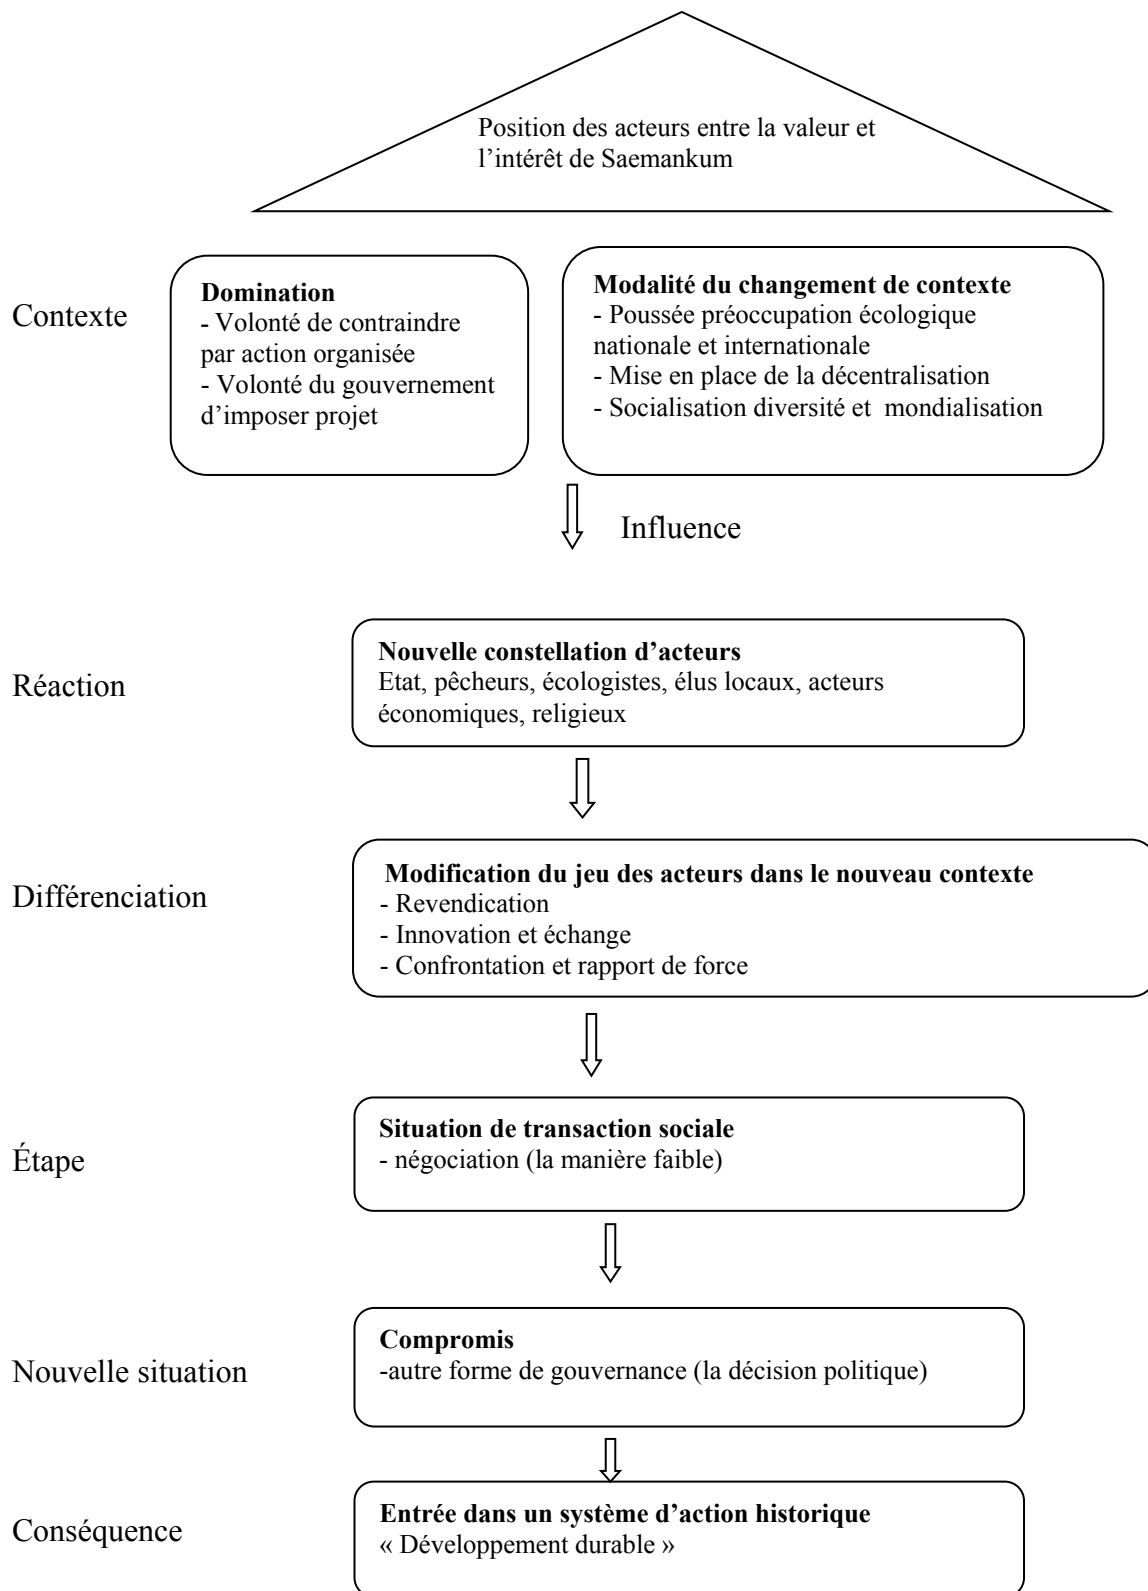 Position des acteurs entre la valeur et
l’intérêt de Saemankum
Contexte
Domination
- Volonté de contraindre
par action organisée
- Volonté du gouvernement
d’imposer projet
Modalité du changement de contexte
- Poussée préoccupation écologique
nationale et internationale
- Mise en place de la décentralisation
- Socialisation diversité et mondialisation
Influence
Réaction
Nouvelle constellation d’acteurs
Etat, pêcheurs, écologistes, élus locaux, acteurs
économiques, religieux
Différenciation
Modification du jeu des acteurs dans le nouveau contexte
- Revendication
- Innovation et échange
- Confrontation et rapport de force
Étape
Situation de transaction sociale
- négociation (la manière faible)
Nouvelle situation
Compromis
-autre forme de gouvernance (la décision politique)
Conséquence
Entrée dans un système d’action historique
« Développement durable »